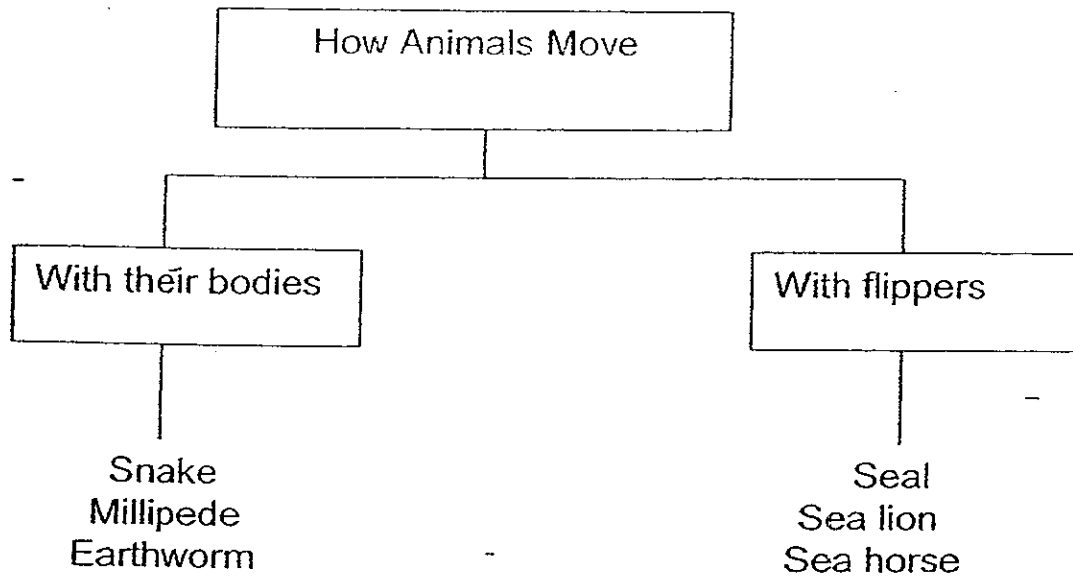 How Animals Move
With their bodies
With flippers
Snake
Millipede
Earthworm
Seal
Sea lion
Sea horse